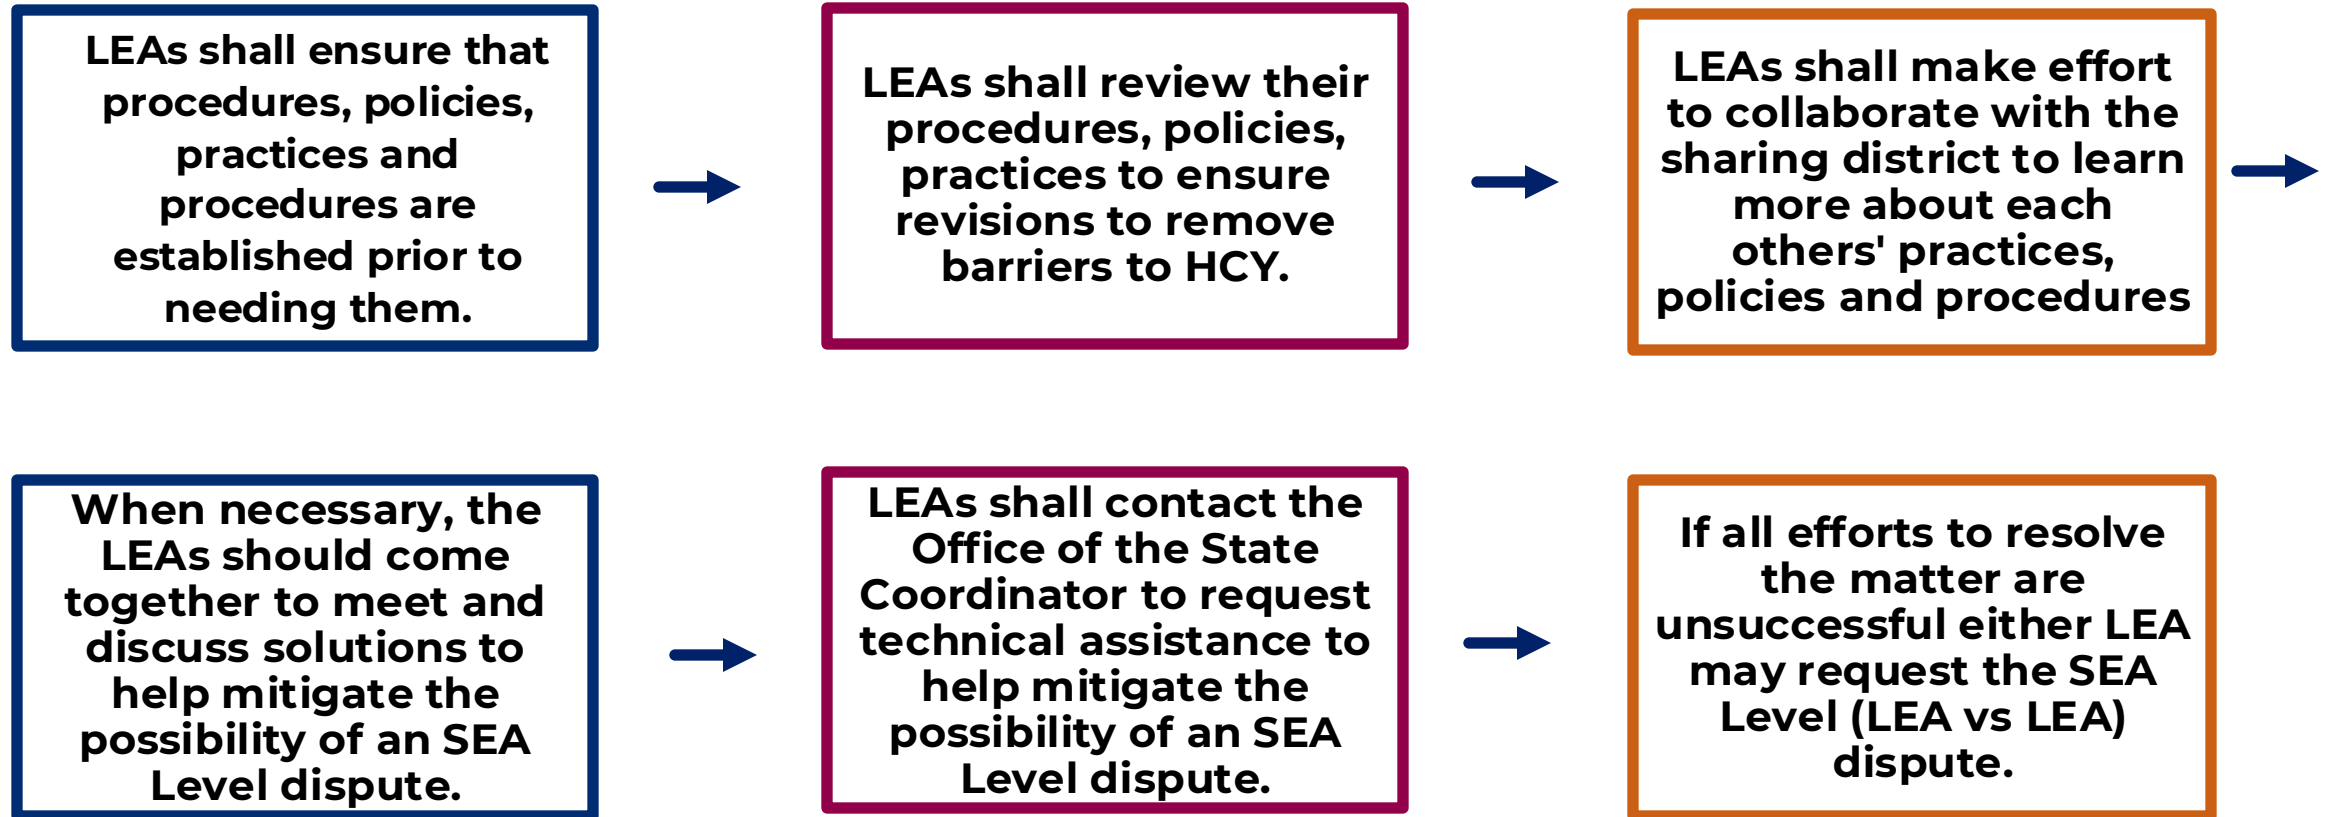 LEAs shall ensure that
procedures, policies,
practices and
procedures are
established prior to
needing them.
LEAs shall review their
procedures, policies,
practices to ensure
revisions to remove
barriers to HCY.
LEAs shall make effort
to collaborate with the
sharing district to learn
more about each
others' practices,
policies and procedures
When necessary, the
LEAs should come
together to meet and
discuss solutions to
help mitigate the
possibility of an SEA
Level dispute.
LEAs shall contact the
Office of the State
Coordinator to request
technical assistance to
help mitigate the
possibility of an SEA
Level dispute.
If all efforts to resolve
the matter are
unsuccessful either LEA
may request the SEA
Level (LEA vs LEA)
dispute.